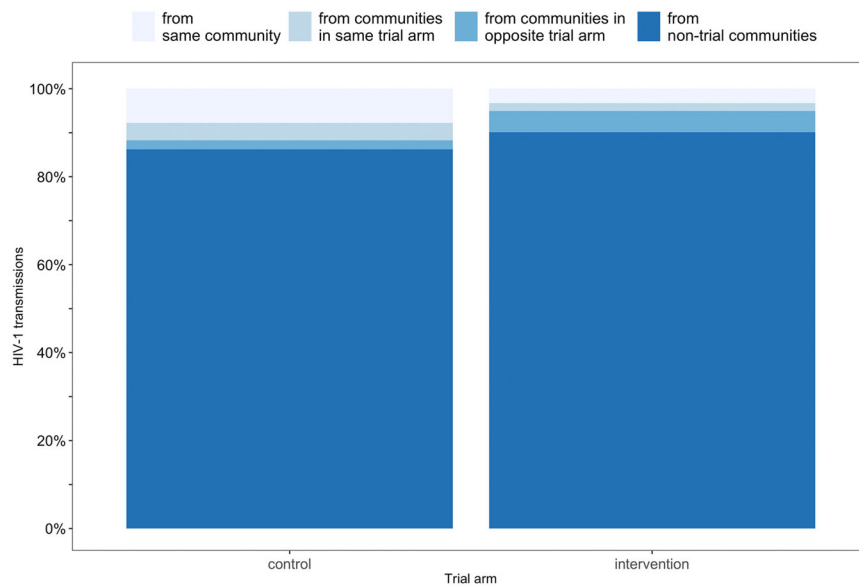 from
same community
from communities
in same trial arm
from communities in
opposite trial arm
from
non-trial communities
100%
80%
60%
40%
20%
0%
HIV-1 transmissions
control
intervention
Trial arm